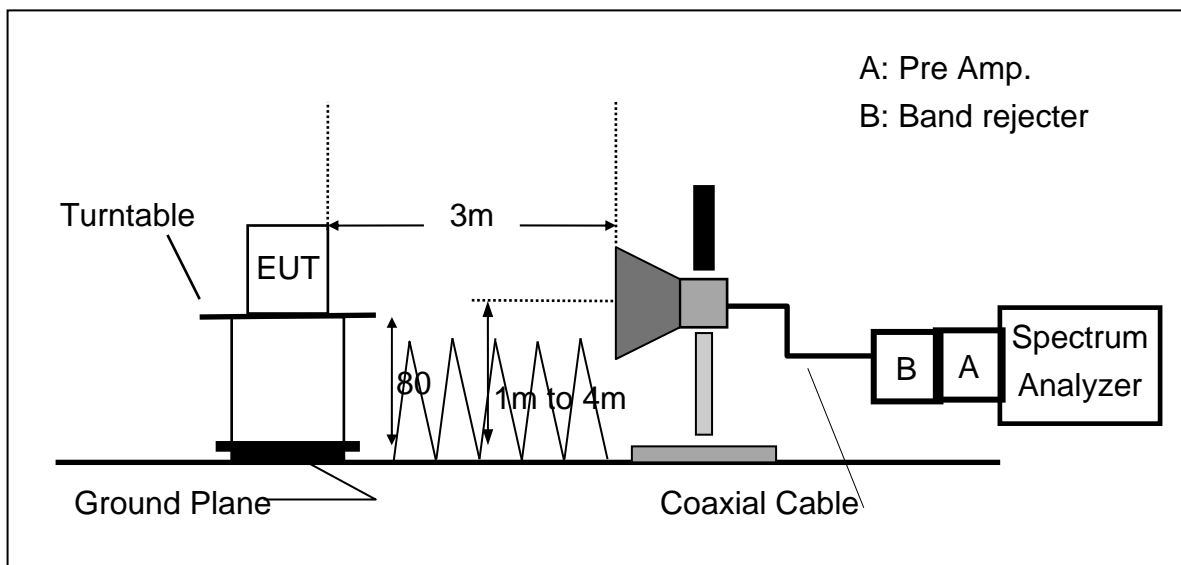 A: Pre Amp.
B: Band rejecter
Turntable
3m
EUT
80
1m to 4m
B
A
Spectrum
Analyzer
Ground Plane
Coaxial Cable